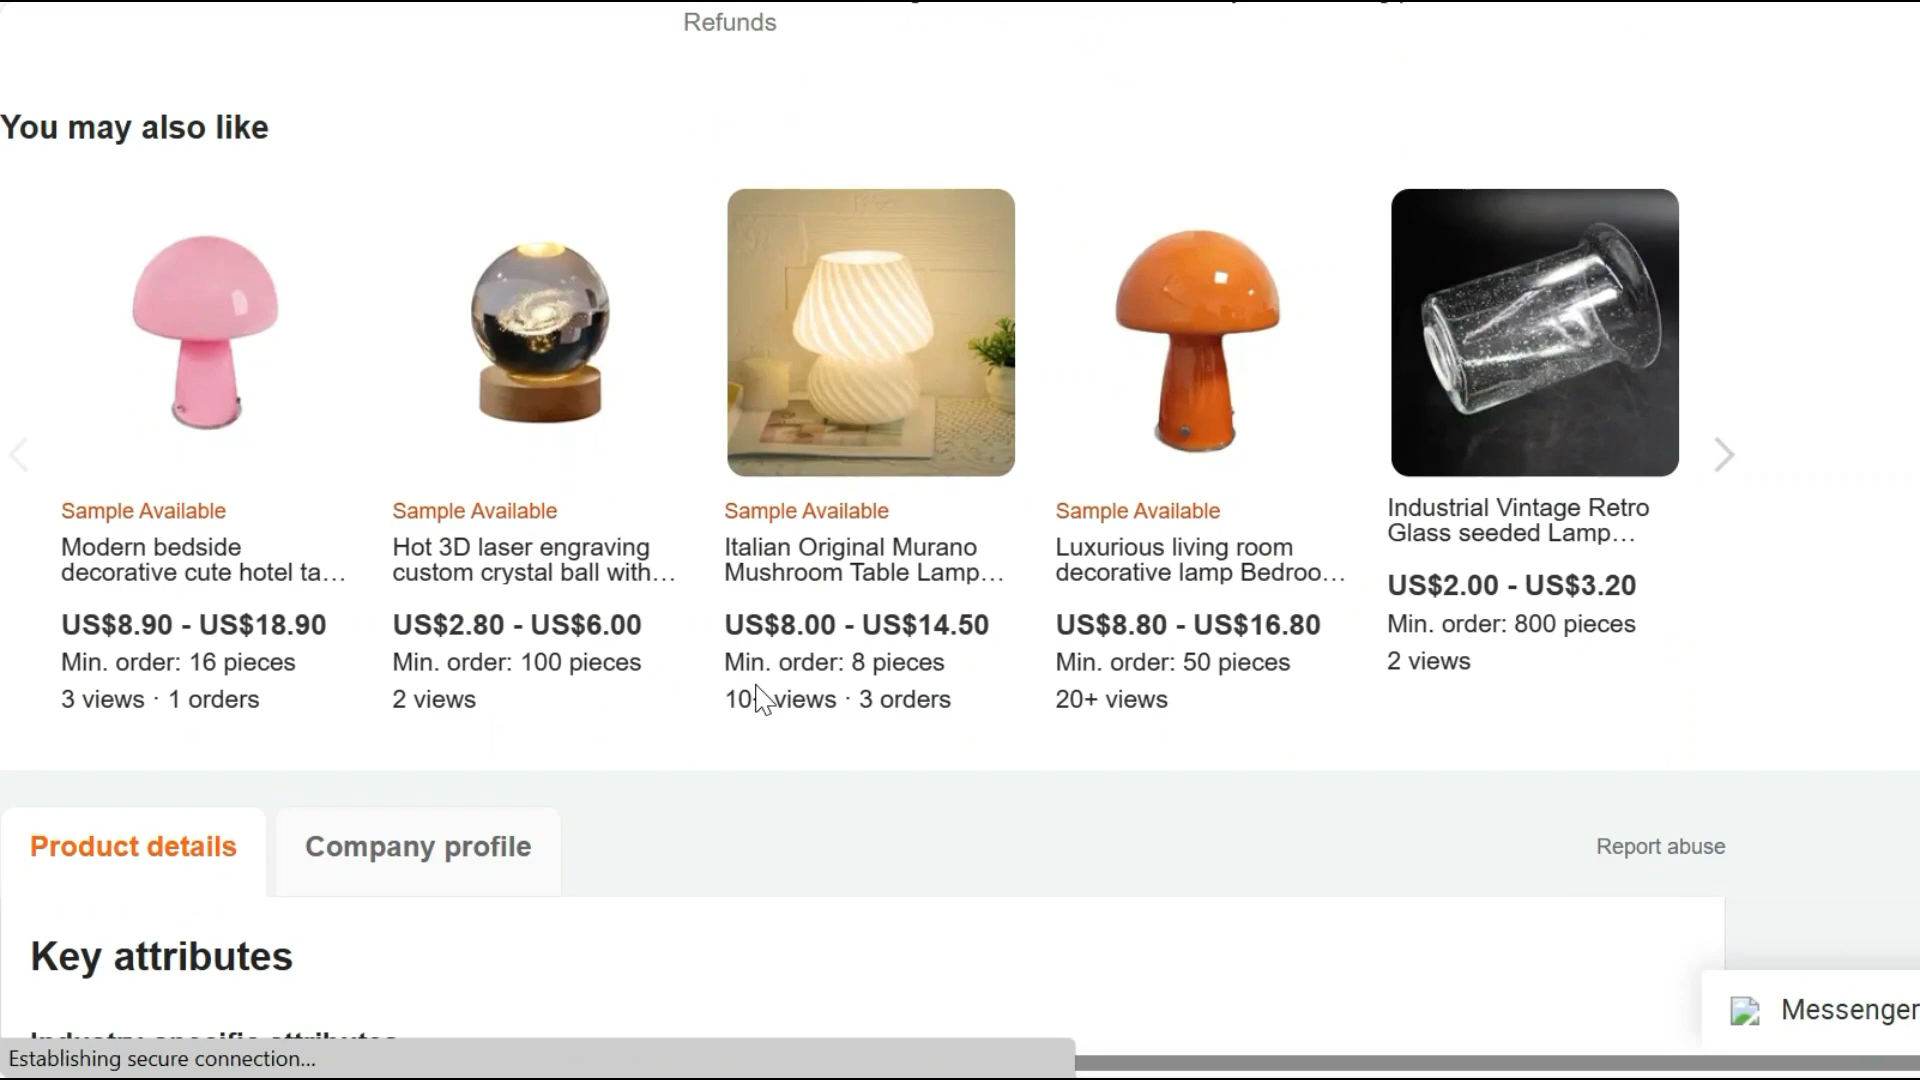 Refunds
You may also like
Sample Available
Modern bedside
decorative cute hotel ta...
US$8.90 - US$18.90
Min. order: 16 pieces
3 views · 1 orders
Sample Available
Hot 3D laser engraving
custom crystal ball with...
US$2.80 - US$6.00
Min. order: 100 pieces
2 views
Sample Available
Italian Original Murano
Mushroom Table Lamp...
US$8.00 - US$14.50
Min. order: 8 pieces
10+ views · 3 orders
Sample Available
Luxurious living room
decorative lamp Bedroo...
US$8.80 - US$16.80
Min. order: 50 pieces
20+ views
Industrial Vintage Retro
Glass seeded Lamp...
US$2.00 - US$3.20
Min. order: 800 pieces
2 views
Product details
Company profile
Report abuse
Key attributes
Industry-specific attributes
Messenger
Establishing secure connection...